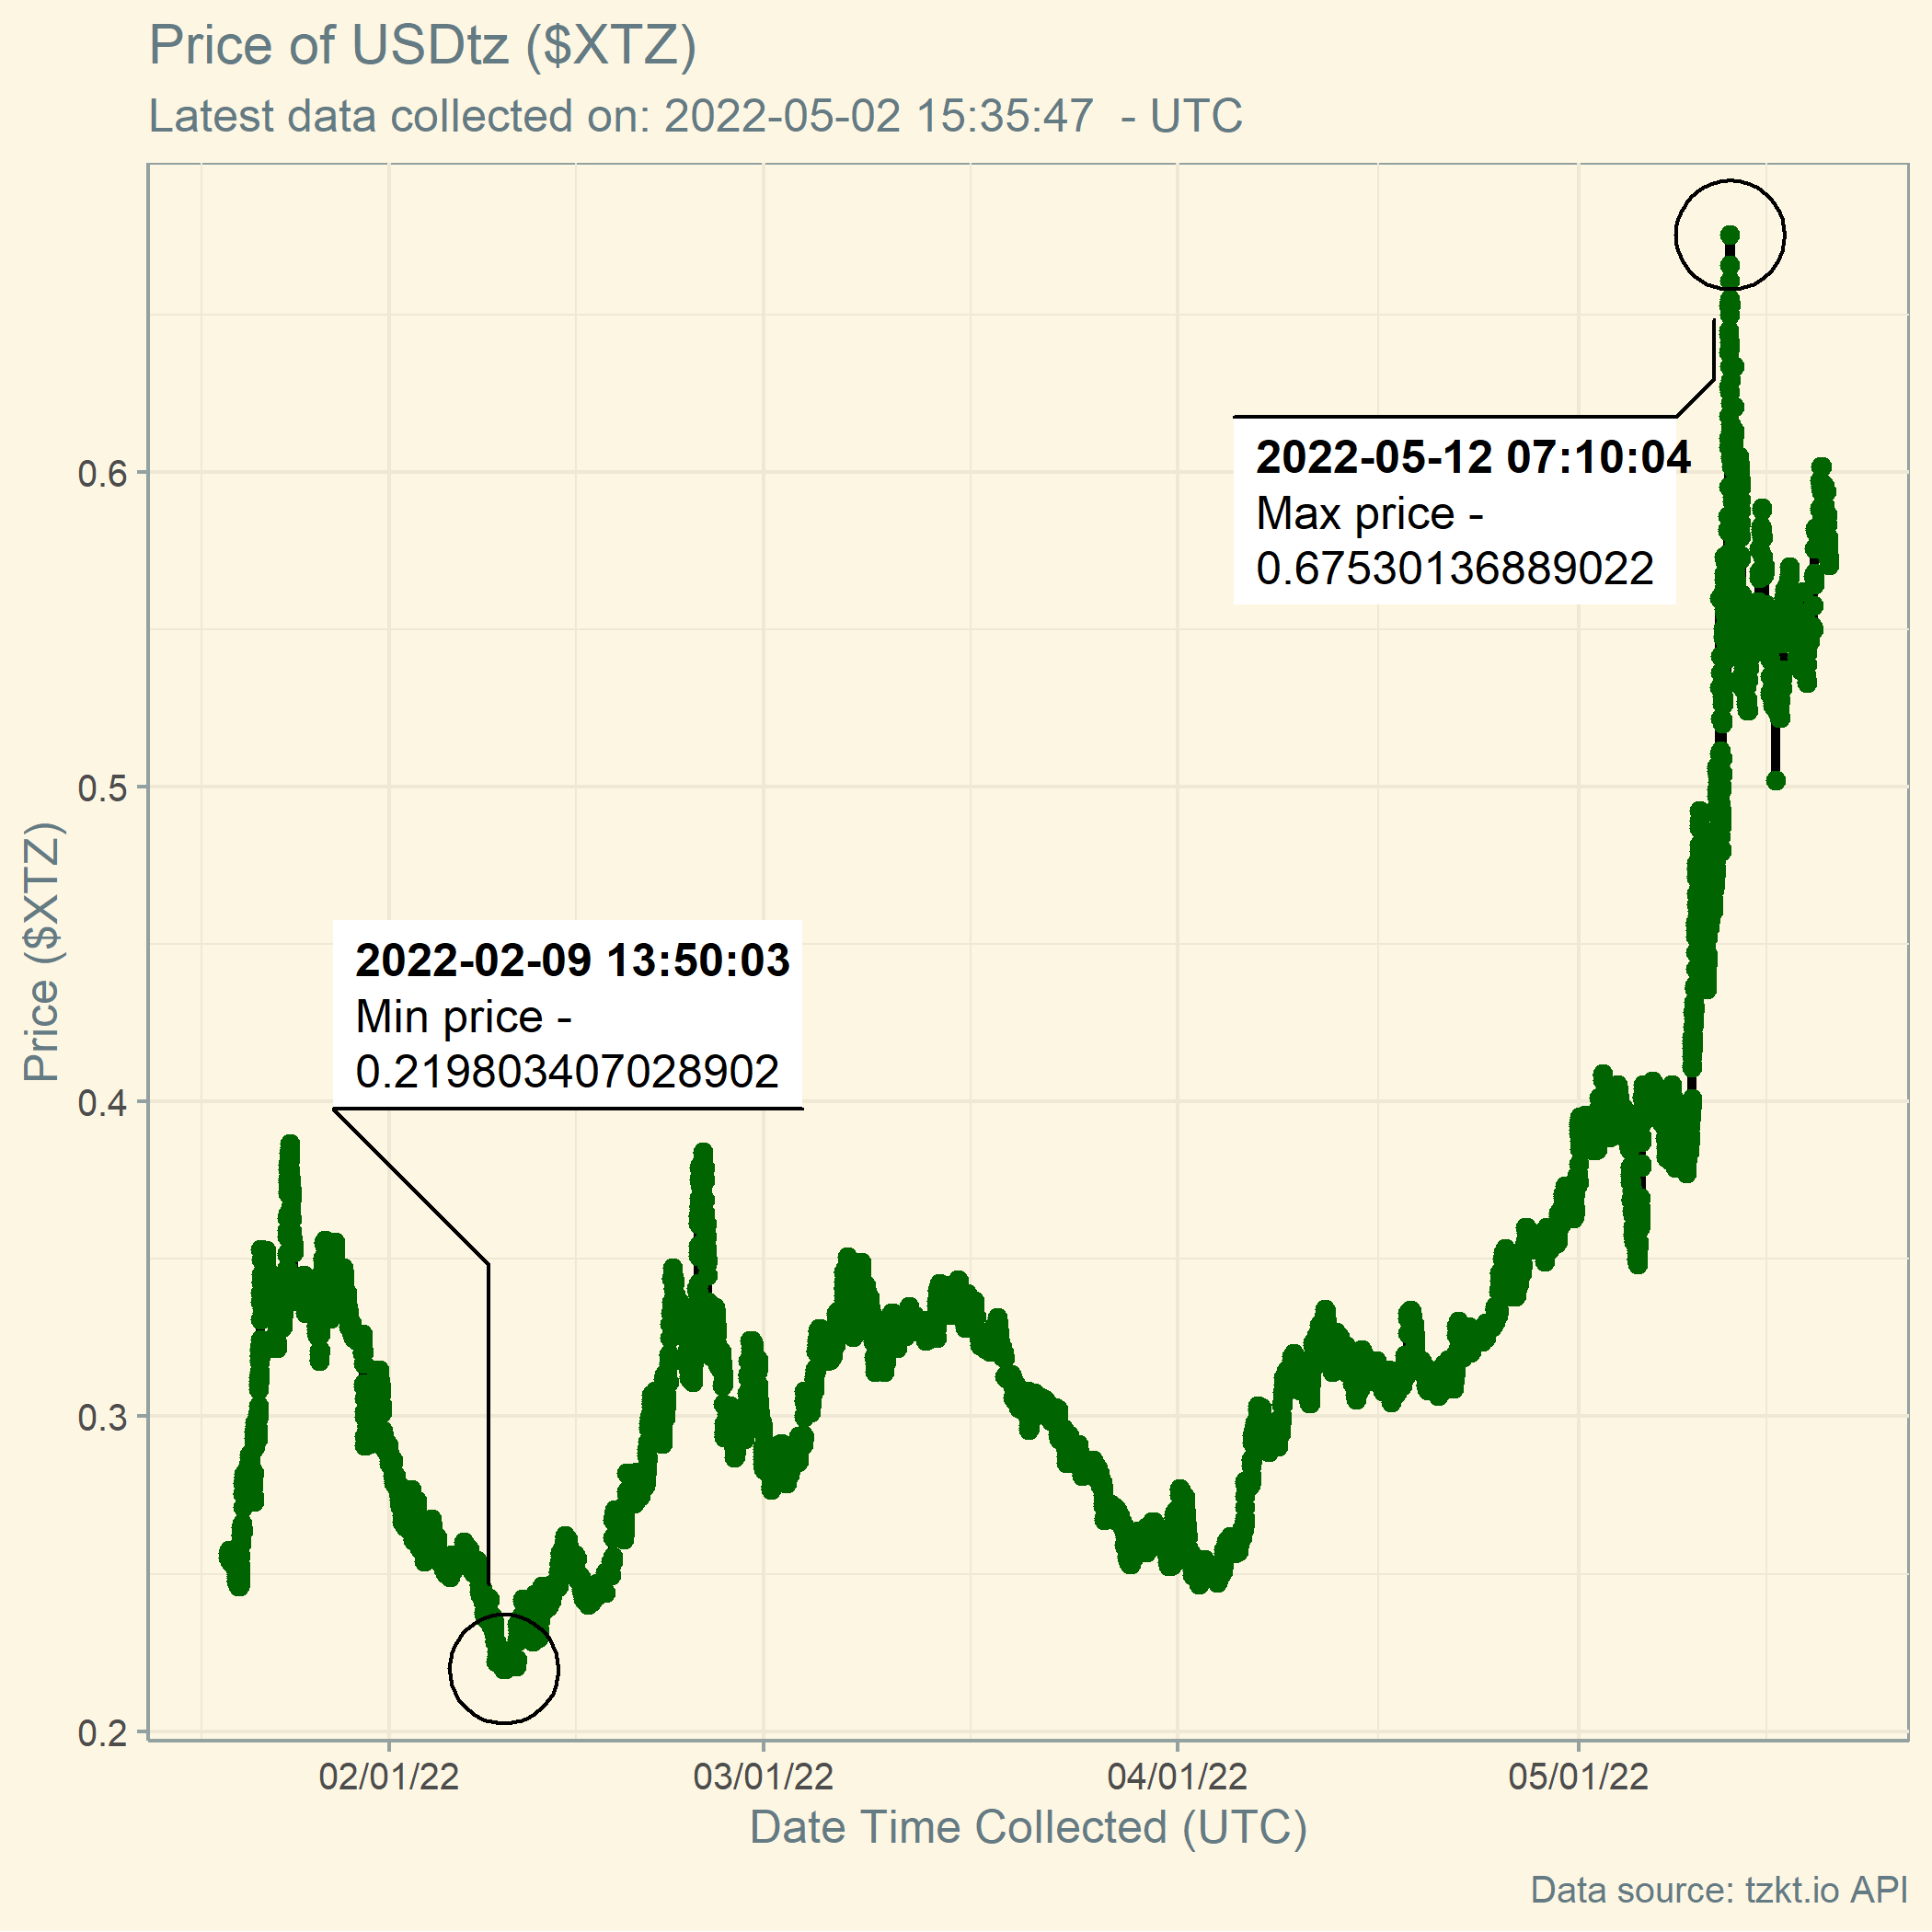 Price of USDtz ($XTZ)
Latest data collected on: 2022-05-02 15:35:47  - UTC
2022-05-12 07:10:04
Max price -
0.67530136889022
2022-02-09 13:50:03
Min price -
0.219803407028902
Price ($XTZ)
0.6
0.5
0.4
0.3
0.2
02/01/22
03/01/22
04/01/22
05/01/22
Date Time Collected (UTC)
Data source: tzkt.io API